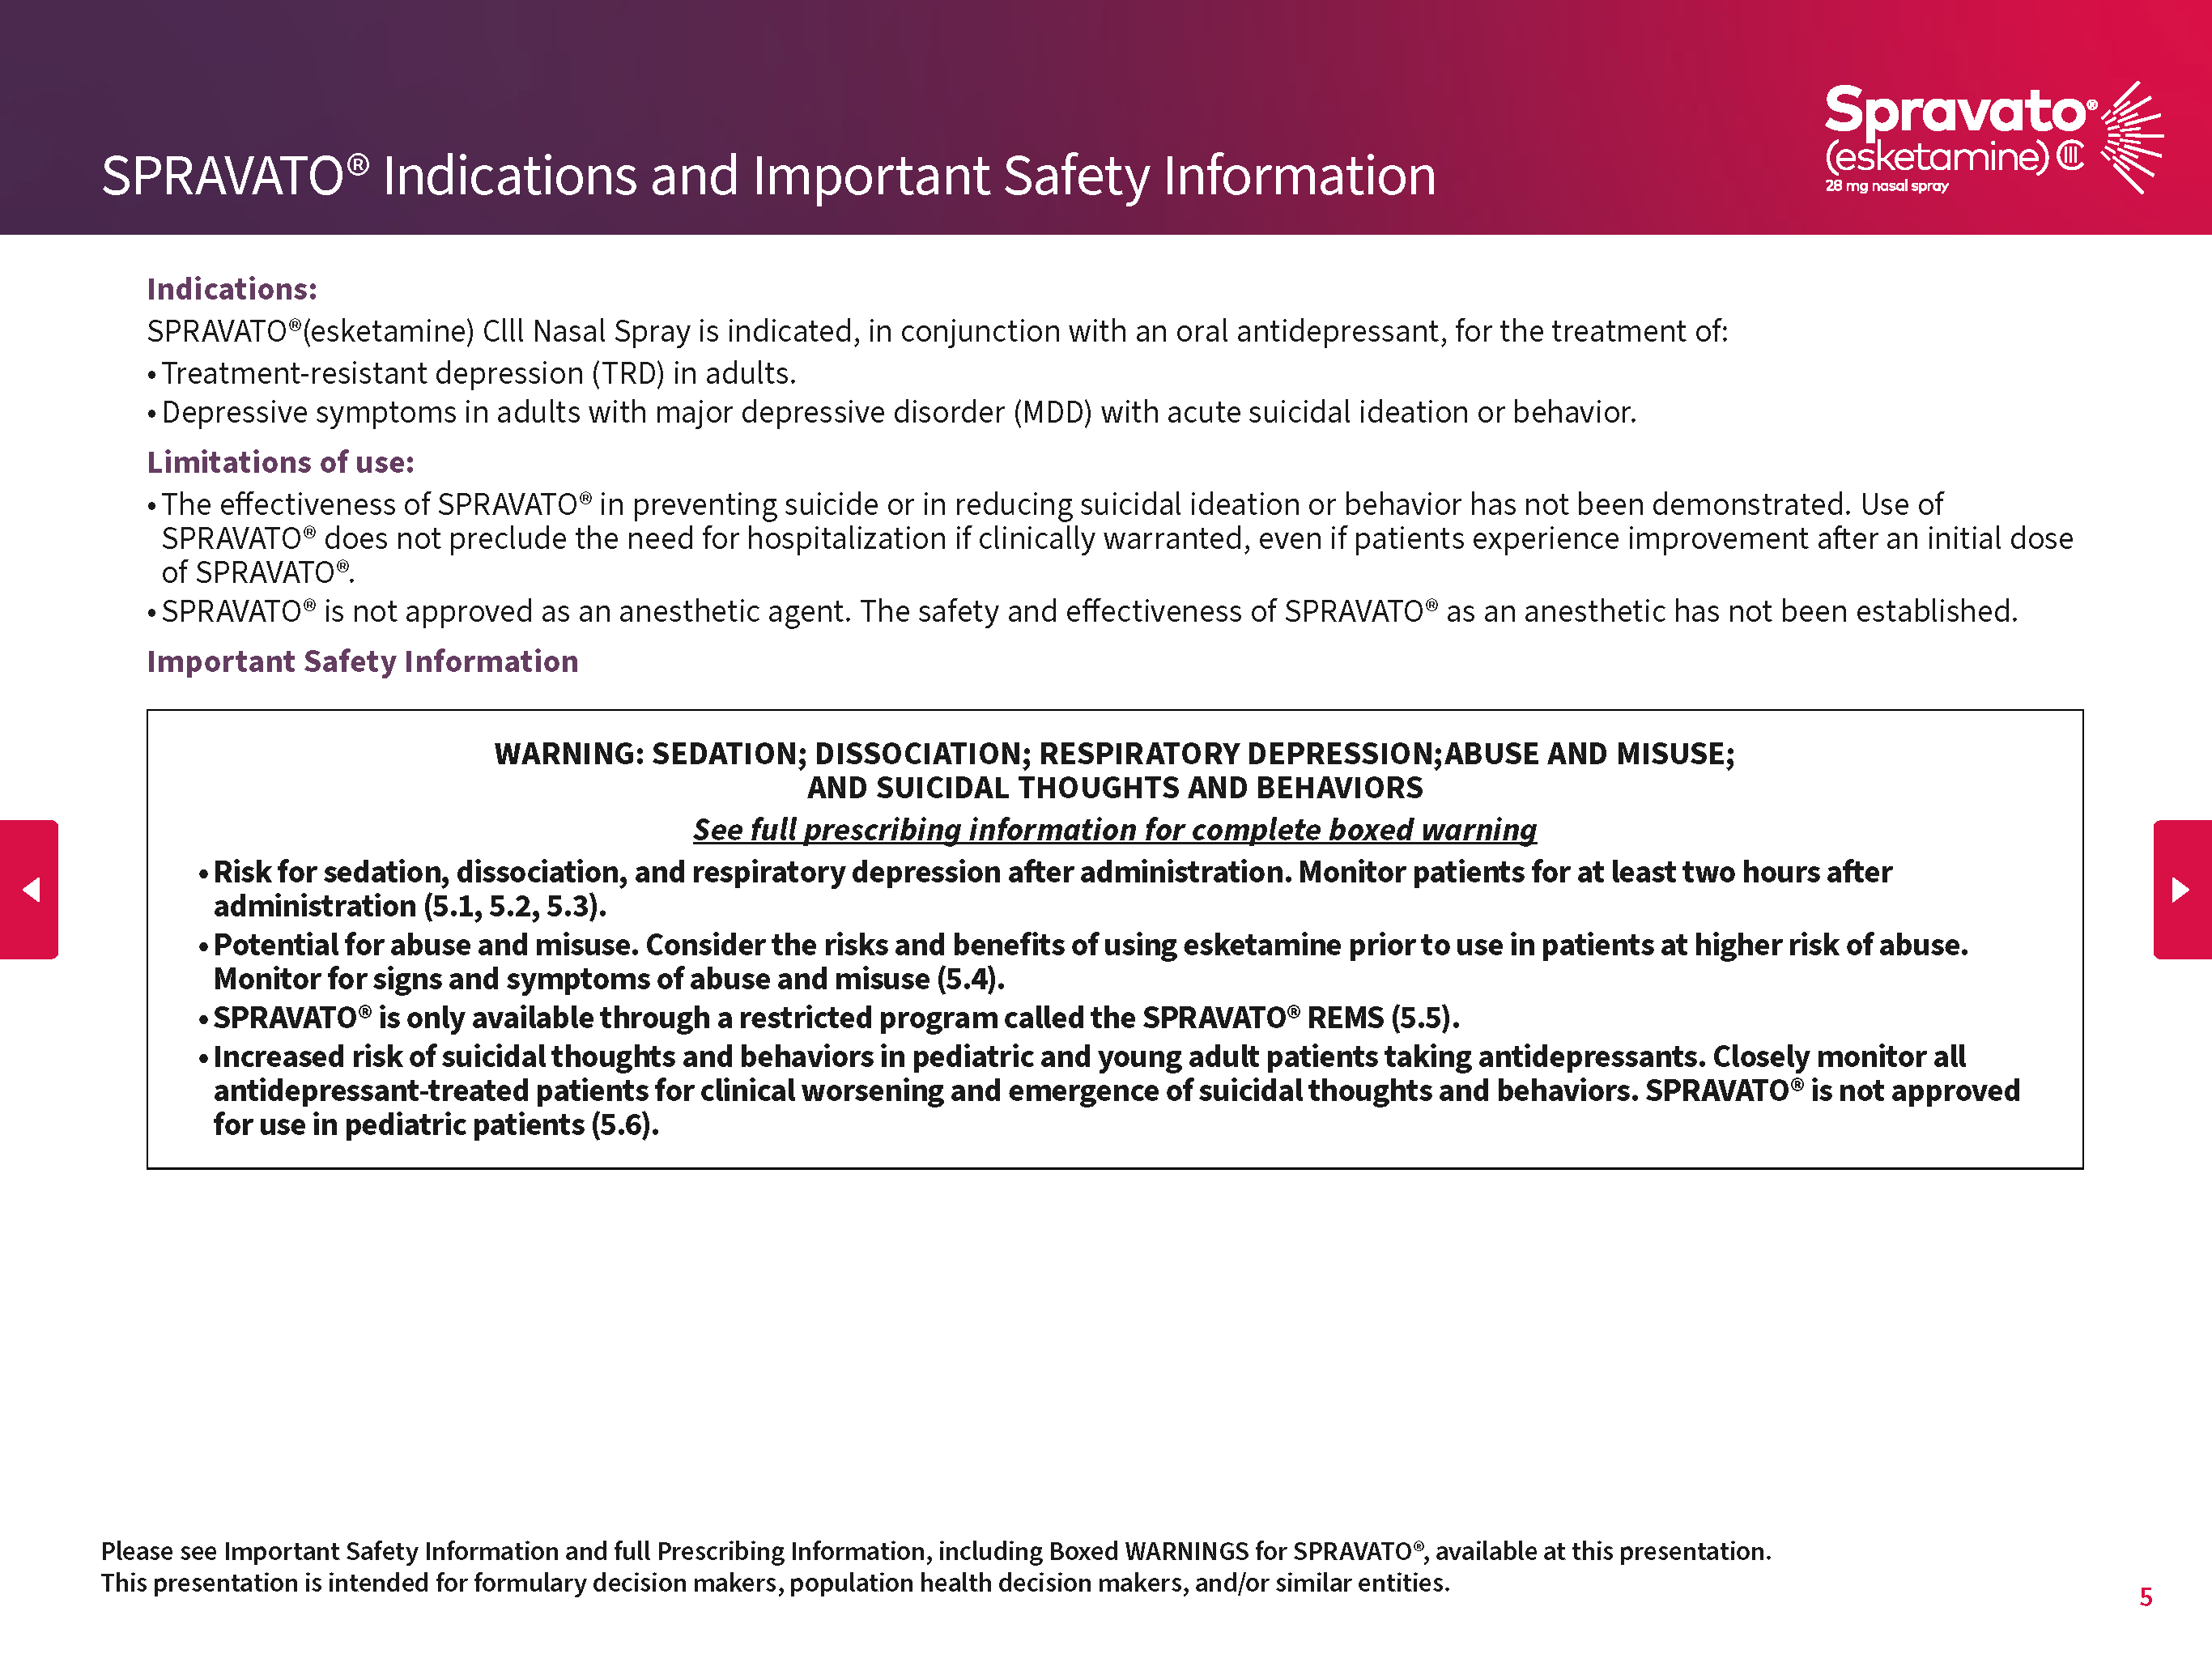 SPRAVATO® Indications and Important Safety Information
Spravato®
(esketamine) CIII
28 mg nasal spray
Indications:
SPRAVATO®(esketamine) Clll Nasal Spray is indicated, in conjunction with an oral antidepressant, for the treatment of:
• Treatment-resistant depression (TRD) in adults.
• Depressive symptoms in adults with major depressive disorder (MDD) with acute suicidal ideation or behavior.
Limitations of use:
• The effectiveness of SPRAVATO® in preventing suicide or in reducing suicidal ideation or behavior has not been demonstrated. Use of
SPRAVATO® does not preclude the need for hospitalization if clinically warranted, even if patients experience improvement after an initial dose
of SPRAVATO®.
• SPRAVATO® is not approved as an anesthetic agent. The safety and effectiveness of SPRAVATO® as an anesthetic has not been established.
Important Safety Information
WARNING: SEDATION; DISSOCIATION; RESPIRATORY DEPRESSION;ABUSE AND MISUSE;
AND SUICIDAL THOUGHTS AND BEHAVIORS
See full prescribing information for complete boxed warning
• Risk for sedation, dissociation, and respiratory depression after administration. Monitor patients for at least two hours after
administration (5.1, 5.2, 5.3).
• Potential for abuse and misuse. Consider the risks and benefits of using esketamine prior to use in patients at higher risk of abuse.
Monitor for signs and symptoms of abuse and misuse (5.4).
• SPRAVATO® is only available through a restricted program called the SPRAVATO® REMS (5.5).
• Increased risk of suicidal thoughts and behaviors in pediatric and young adult patients taking antidepressants. Closely monitor all
antidepressant-treated patients for clinical worsening and emergence of suicidal thoughts and behaviors. SPRAVATO® is not approved
for use in pediatric patients (5.6).
Please see Important Safety Information and full Prescribing Information, including Boxed WARNINGS for SPRAVATO®, available at this presentation.
This presentation is intended for formulary decision makers, population health decision makers, and/or similar entities.
5